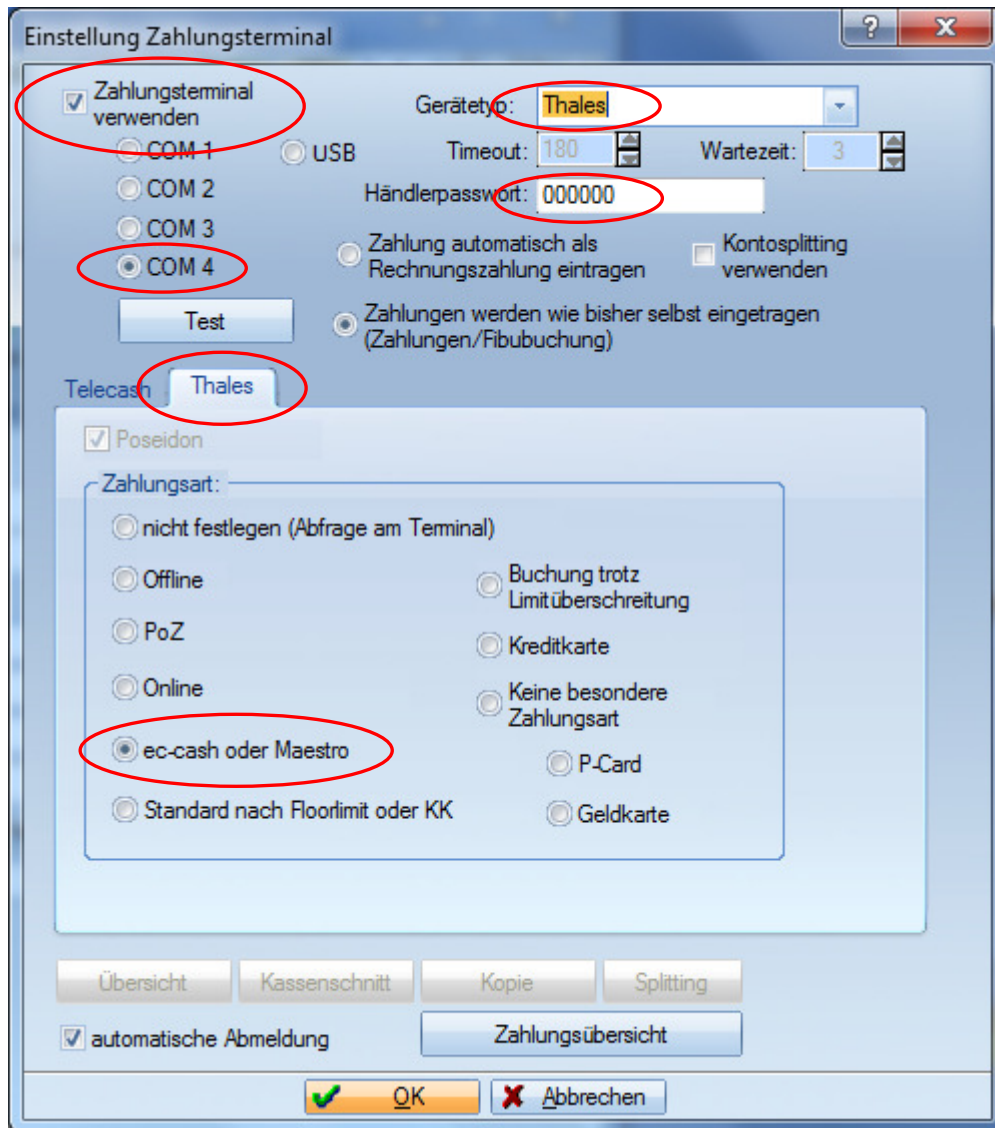 Einstellung Zahlungsterminal
Zahlungsterminal
verwenden
Gerätetyp: Thales
COM 1 USB Timeout: 180 Wartezeit: 3
COM 2 Händlerpasswort: 000000
COM 3
COM 4
Zahlung automatisch als
Rechnungszahlung eintragen
Kontosplitting
verwenden
Test
Zahlungen werden wie bisher selbst eingetragen
(Zahlungen/Fibubuchung)
Telecash Thales
Poseidon
Zahlungsart:
nicht festlegen (Abfrage am Terminal)
Offline
Buchung trotz
Limitüberschreitung
PoZ
Kreditkarte
Online
Keine besondere
Zahlungsart
ec-cash oder Maestro
P-Card
Standard nach Floorlimit oder KK
Geldkarte
Übersicht Kassenschnitt Kopie Splitting
automatische Abmeldung Zahlungsübersicht
OK Abbrechen